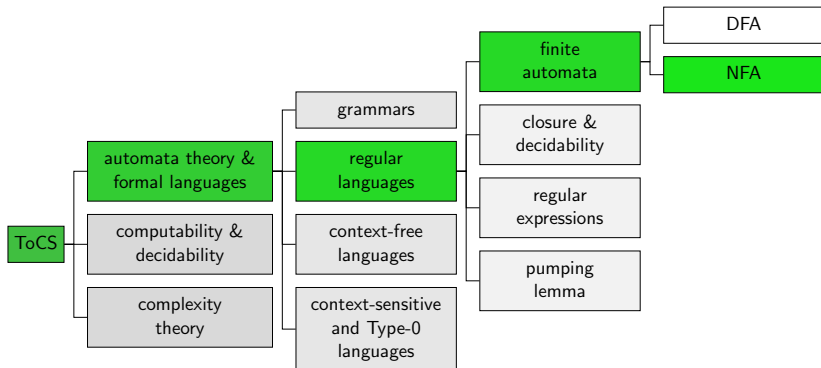 ToCS
automata theory &
formal languages
computability &
decidability
complexity
theory
grammars
regular
languages
context-free
languages
context-sensitive
and Type-0
languages
finite
automata
closure &
decidability
regular
expressions
pumping
lemma
DFA
NFA